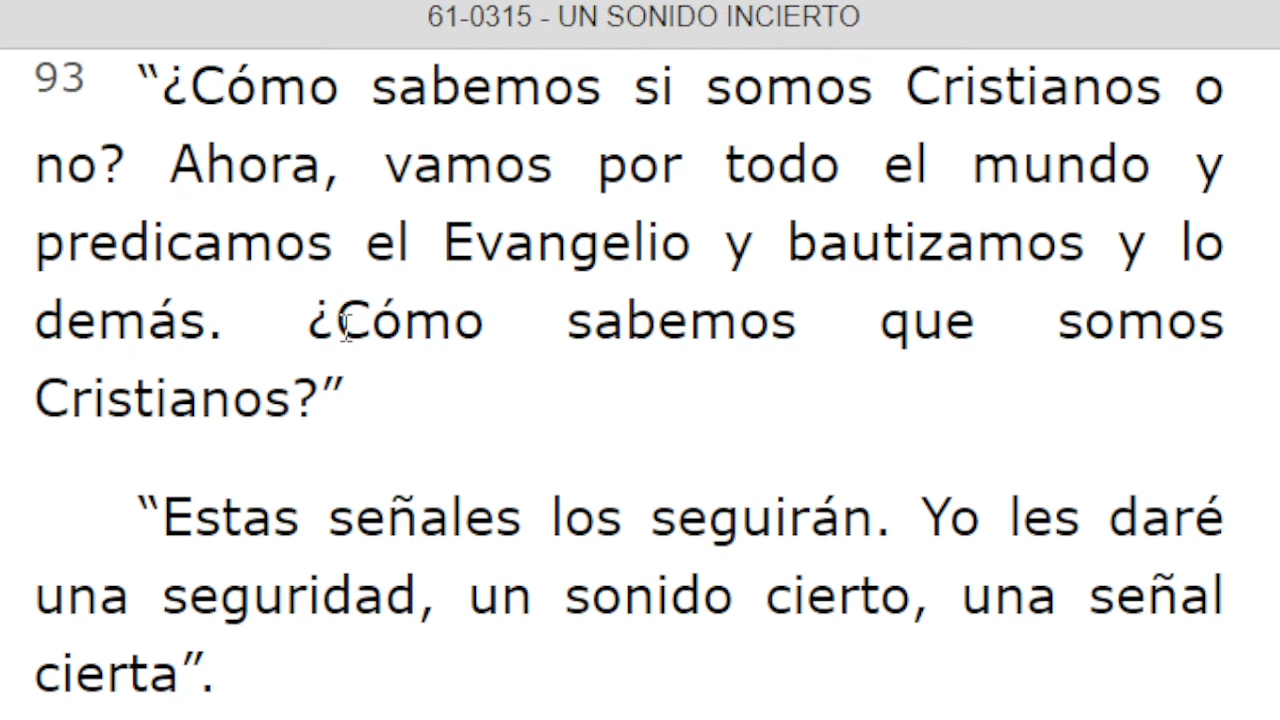 61-0315 - UN SONIDO INCIERTO
93 “¿Cómo sabemos si somos Cristianos o
no? Ahora, vamos por todo el mundo y
predicamos el Evangelio y bautizamos y lo
demás. ¿Cómo sabemos que somos
Cristianos?”
“Estas señales los seguirán. Yo les daré
una seguridad, un sonido cierto, una señal
cierta”.